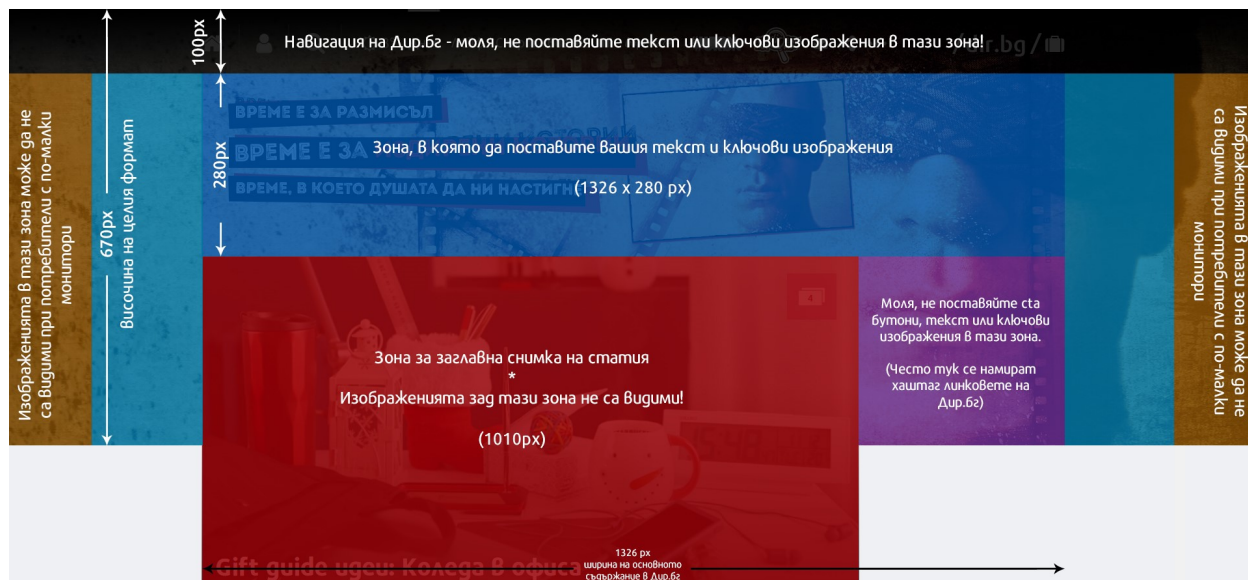 Навигация на Дир.бг - моля, не поставяйте текст или ключови изображения в тази зона!
dir.bg/
100px
280px
670px
височина на целия формат
Изображенията в тази зона може да не
са видими при потребители с по-малки
монитори
ВРЕМЕ Е ЗА РАЗМИСЪЛ
ВРЕМЕ Е ЗА
Зона, в която да поставите вашия текст и ключови изображения
ВРЕМЕ, В КОЕТО ДУШАТА ДА НИ НАСТИГН
(1326 x 280 px)
Изображенията в тази зона може да не
са видими при потребители с по-малки
монитори
Зона за заглавна снимка на статия
*
Изображенията зад тази зона не са видими!
(1010px)
Моля, не поставяйте cta
бутони, текст или ключови
изображения в тази зона.
(Често тук се намират
хаштаг линковете на
Дир.бг)
Gift guide идеи: Коледа в офиса
1326 px
ширина на основното
съдържание в Дир.бг